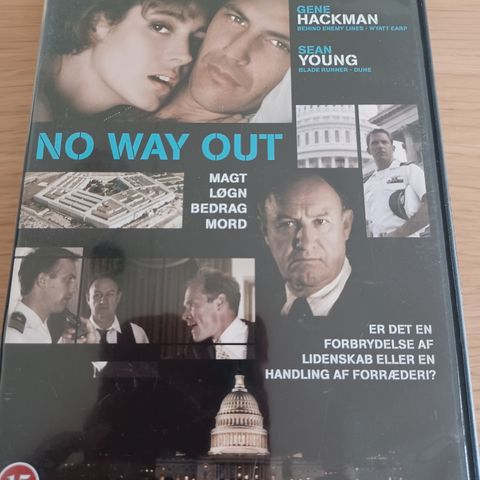 GENE
HACKMAN
BEHIND ENEMY LINES - WYATT EARP
SEAN
YOUNG
BLADE RUNNER - DUNE
NO WAY OUT
MAGT
LØGN
BEDRAG
MORD
ER DET EN
FORBRYDELSE AF
LIDENSKAB ELLER EN
HANDLING AF FORRÆDERI?
15